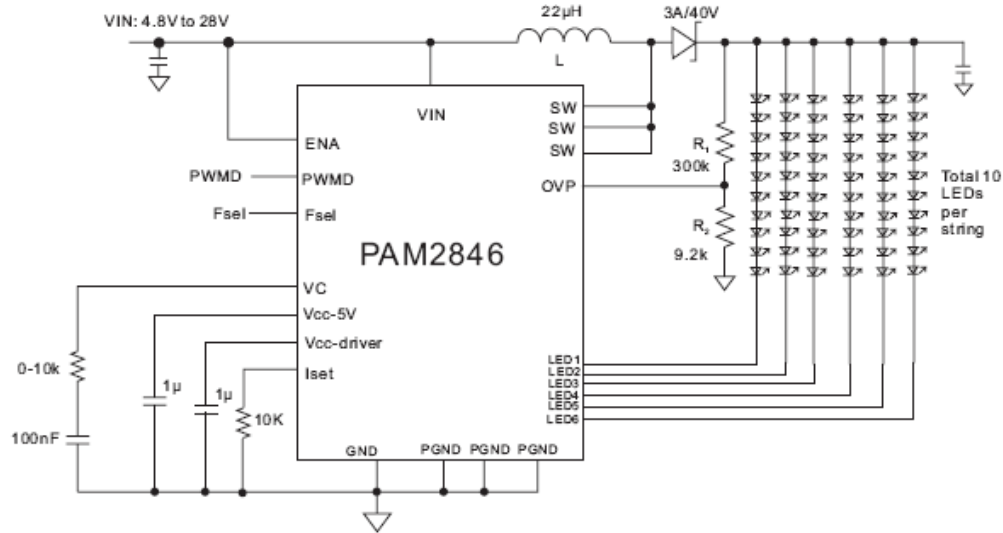 VIN: 4.8V to 28V
22µH
L
3A/40V
VIN
SW
SW
SW
ENA
PWMD
PWMD
OVP
R₁
300k
Fsel
Fsel
R₂
9.2k
Total 10
LEDs
per
string
PAM2846
VC
Vcc-5V
Vcc-driver
Iset
0-10k
1µ
1µ
10K
100nF
LED1
LED2
LED3
LED4
LED5
LED6
GND
PGND
PGND
PGND